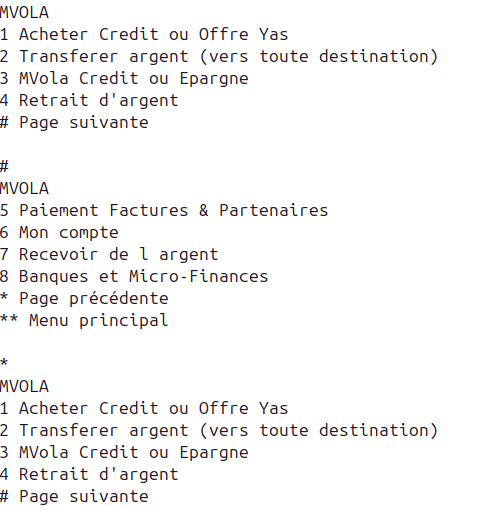 MVOLA
1 Acheter Credit ou Offre Yas
2 Transferer argent (vers toute destination)
3 MVola Credit ou Epargne
4 Retrait d'argent
# Page suivante

#
MVOLA
5 Paiement Factures & Partenaires
6 Mon compte
7 Recevoir de l argent
8 Banques et Micro-Finances
* Page précédente
** Menu principal

*
MVOLA
1 Acheter Credit ou Offre Yas
2 Transferer argent (vers toute destination)
3 MVola Credit ou Epargne
4 Retrait d'argent
# Page suivante